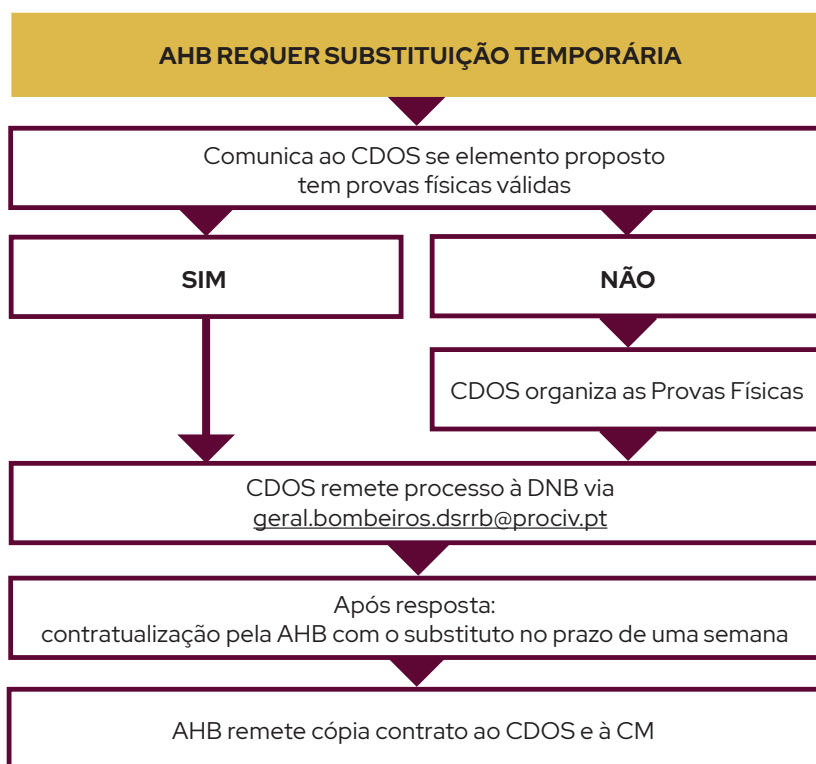 AHB REQUER SUBSTITUIÇÃO TEMPORÁRIA
Comunica ao CDOS se elemento proposto
tem provas físicas válidas
SIM
NÃO
CDOS organiza as Provas Físicas
CDOS remete processo à DNB via
geral.bombeiros.dsrrb@prociv.pt
Após resposta:
contratualização pela AHB com o substituto no prazo de uma semana
AHB remete cópia contrato ao CDOS e à CM